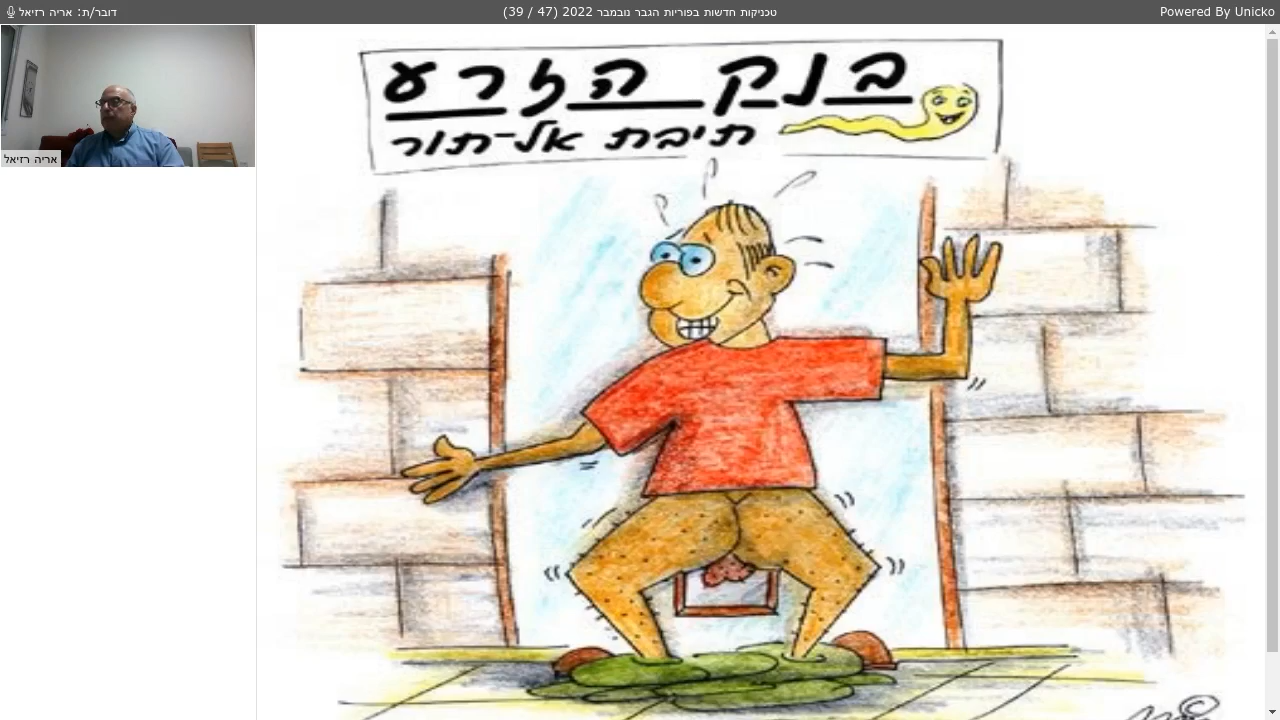 דובר/ת: אריה רזיאל
טכניקות חדשות בפוריות הגבר נובמבר 2022 (47 / 39)
Powered By Unicko
אריה רזיאל
בנק הזרע
תיבת אל-תור